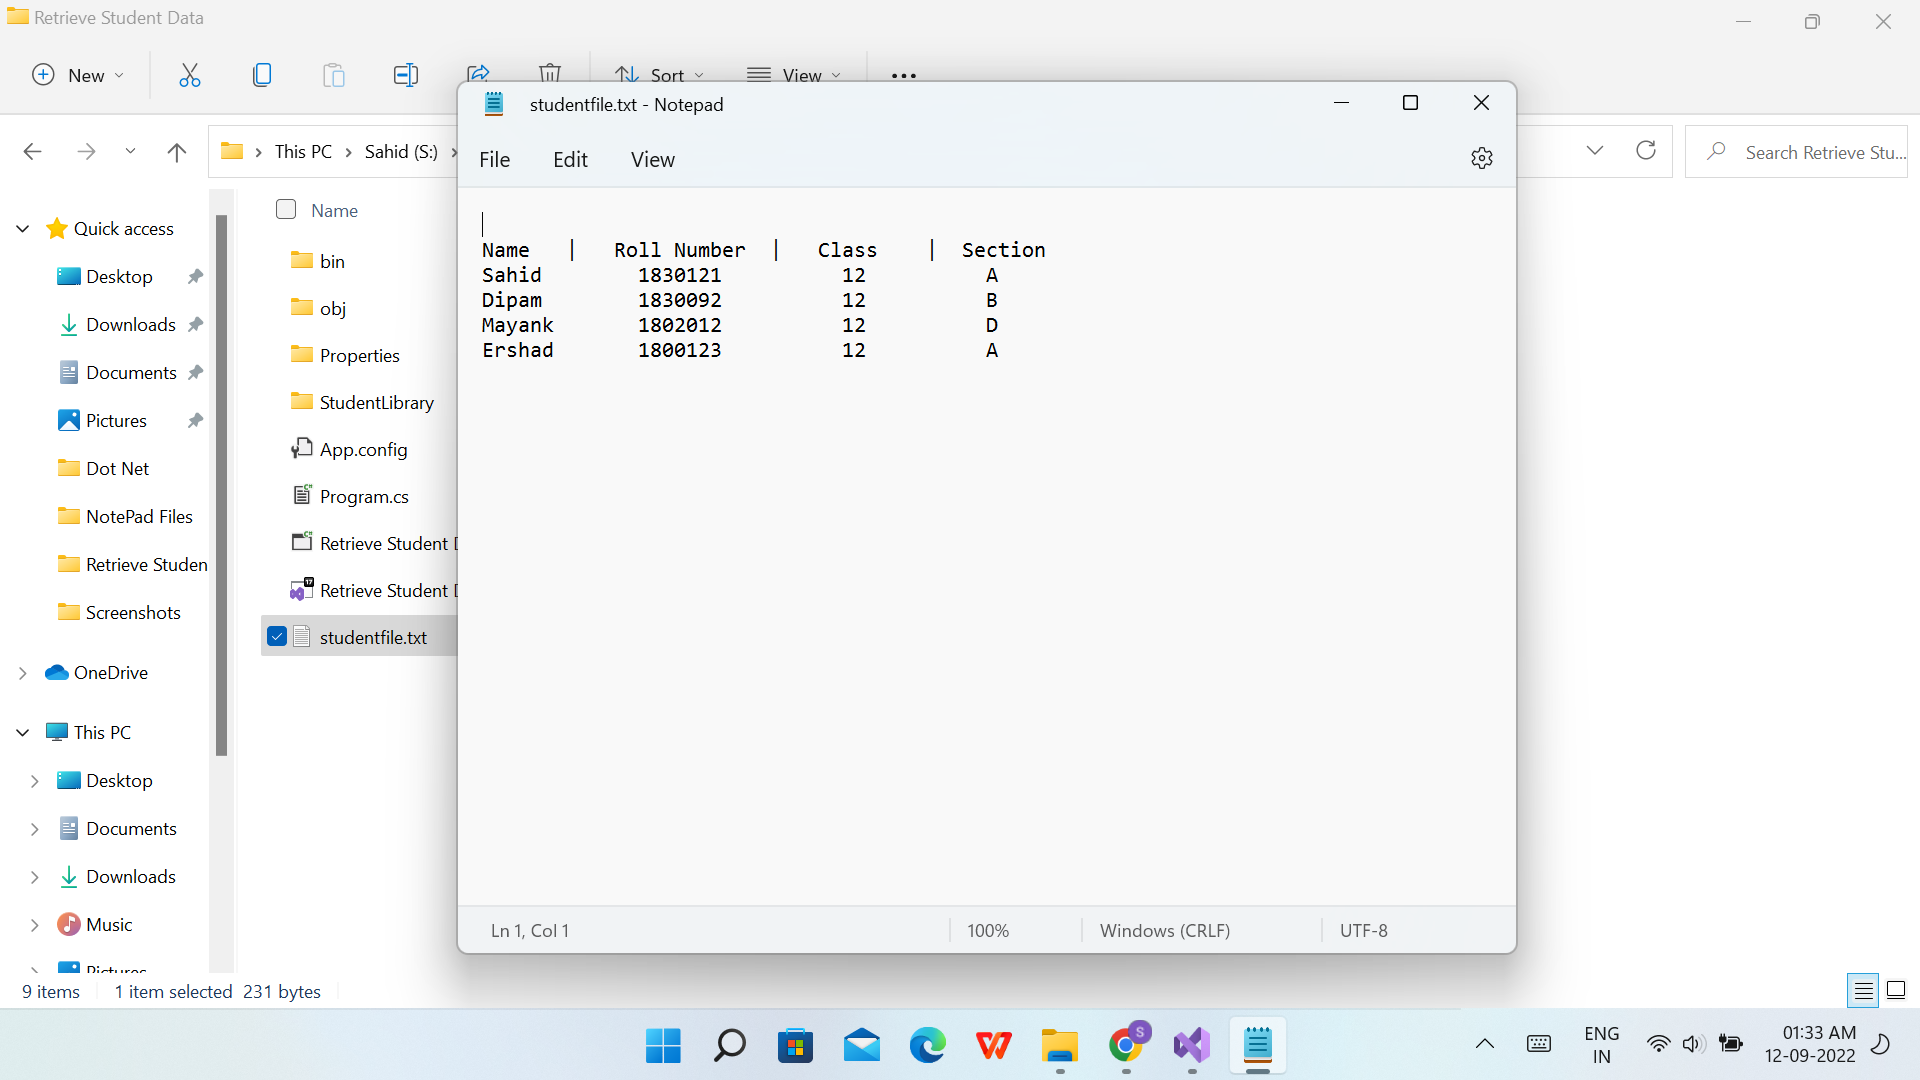 Retrieve Student Data
New
Sort
View
This PC > Sahid (S:) >
Search Retrieve Stu...
Quick access
Desktop
Downloads
Documents
Pictures
Dot Net
NotePad Files
Retrieve Studen
Screenshots
OneDrive
This PC
Desktop
Documents
Downloads
Music
Pictures
Name
bin
obj
Properties
StudentLibrary
App.config
Program.cs
Retrieve Student
Retrieve Student
studentfile.txt
studentfile.txt - Notepad
File Edit View
Name | Roll Number | Class | Section
Sahid 1830121 12 A
Dipam 1830092 12 B
Mayank 1802012 12 D
Ershad 1800123 12 A
Ln 1, Col 1 100% Windows (CRLF) UTF-8
9 items 1 item selected 231 bytes
S
ENG
IN
01:33 AM
12-09-2022